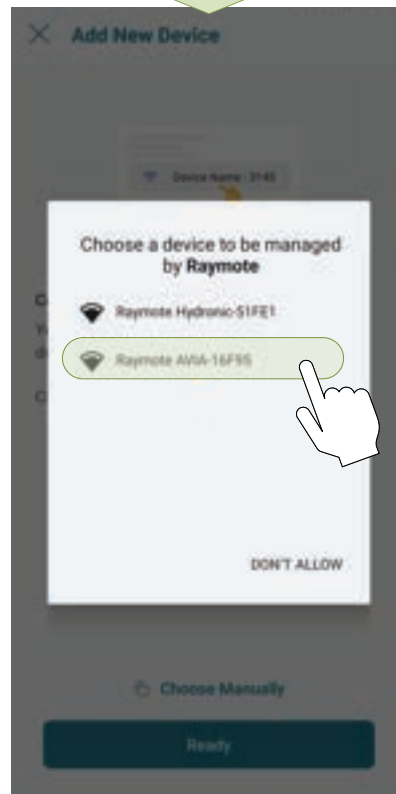 Add New Device
Device Name - 3140
Choose a device to be managed
by Raymote
Raymote Hydronic-51FE1
Raymote AVIA-16F95
DON'T ALLOW
Choose Manually
Ready